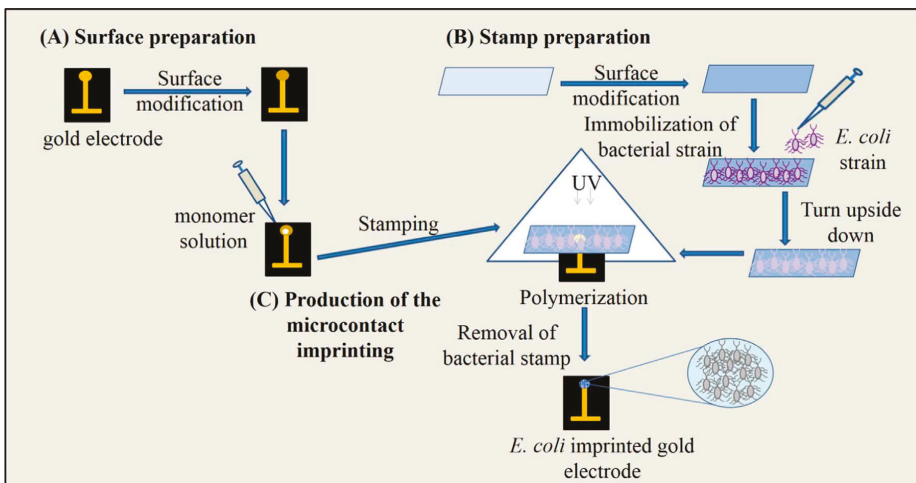 (A) Surface preparation
Surface
modification
gold electrode
monomer
solution
(B) Stamp preparation
Surface
modification
Immobilization of
bacterial strain
E. coli
strain
Turn upside
down
UV
Stamping
Polymerization
(C) Production of the
microcontact
imprinting
Removal of
bacterial stamp
E. coli imprinted gold
electrode